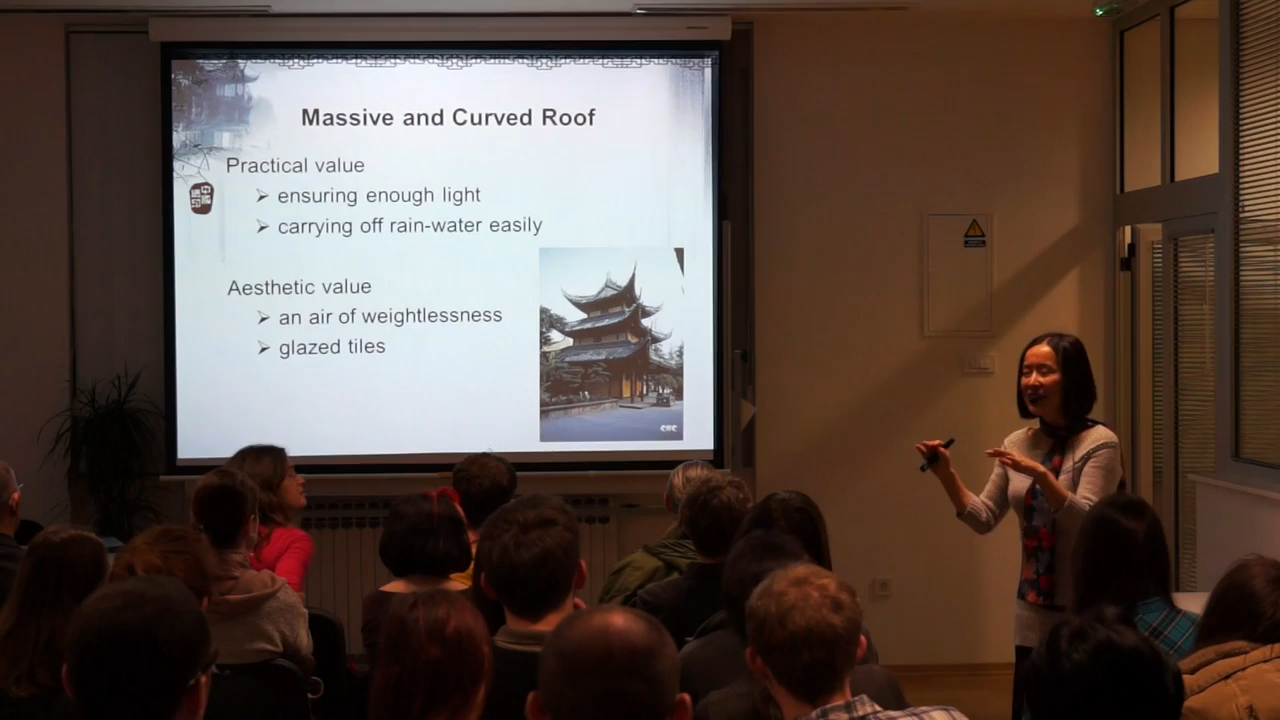 Massive and Curved Roof
Practical value
➢ ensuring enough light
➢ carrying off rain-water easily
Aesthetic value
➢ an air of weightlessness
➢ glazed tiles